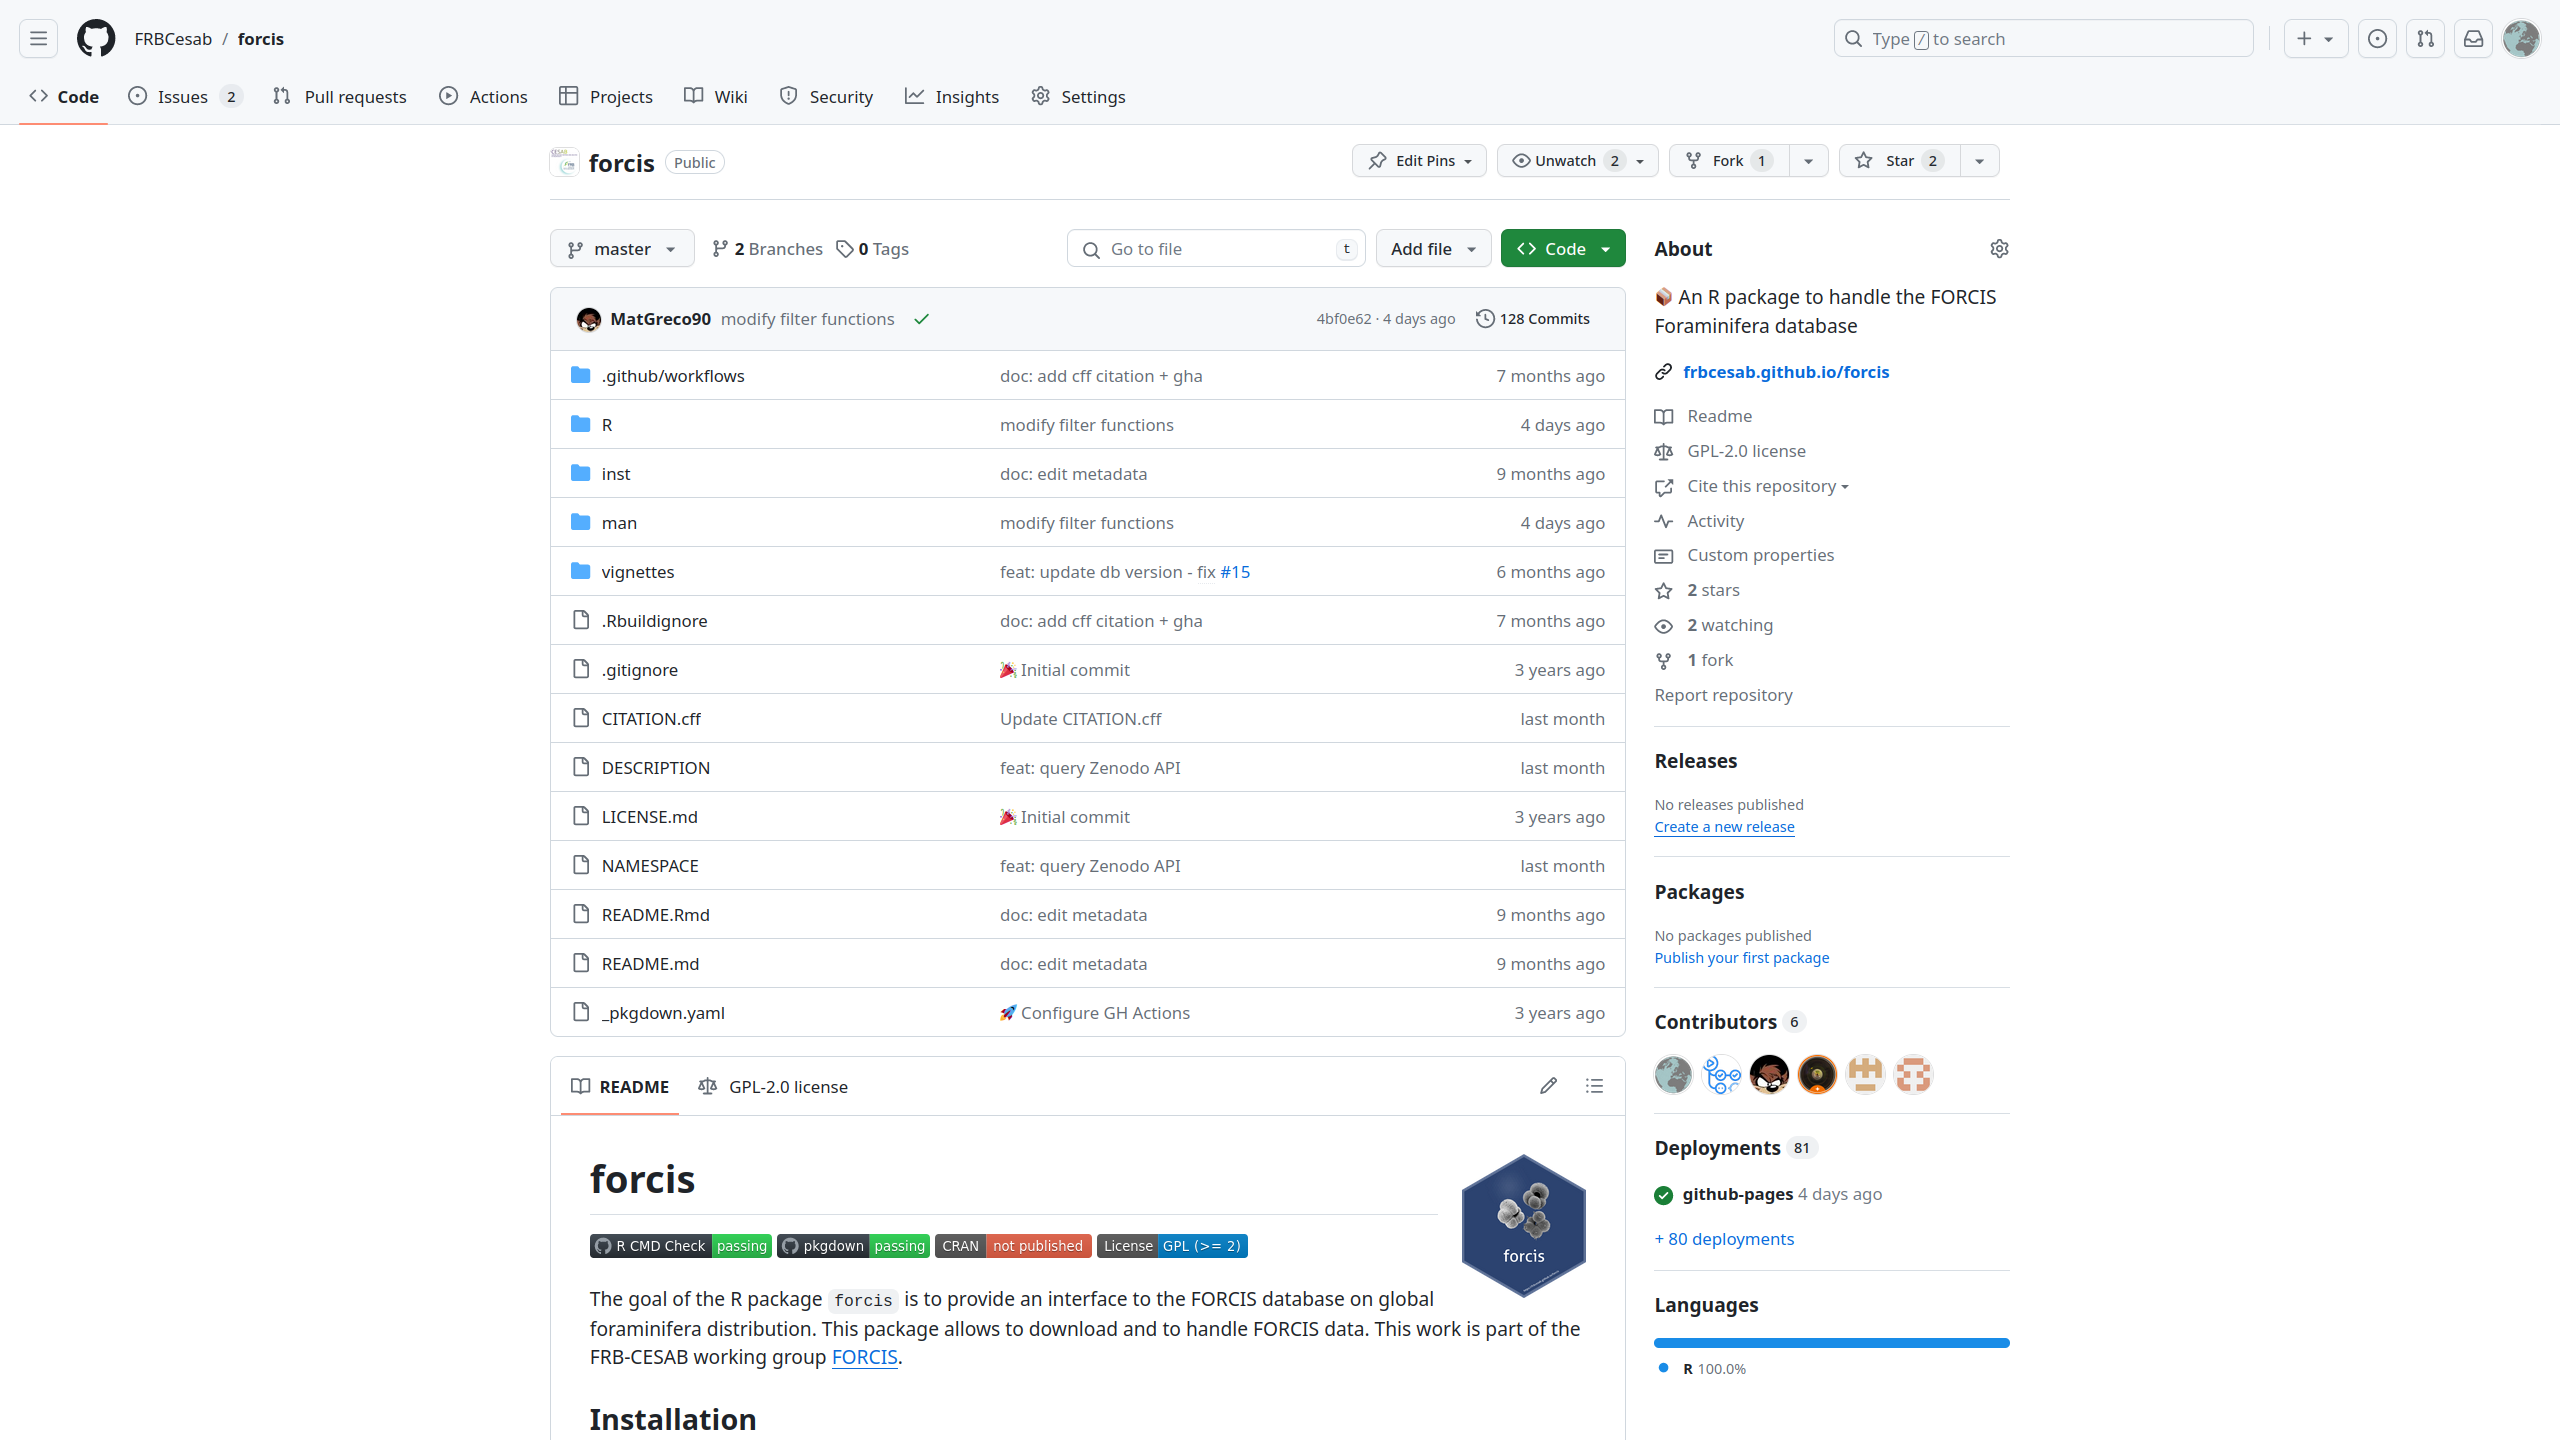 FRBCesab / forcis
Type / to search
Code Issues 2 Pull requests Actions Projects Wiki Security Insights Settings
forcis Public
Edit Pins Unwatch 2 Fork 1 Star 2
master 2 Branches 0 Tags Go to file t Add file Code
MatGreco90 modify filter functions 4bf0e62 · 4 days ago 128 Commits
.github/workflows doc: add cff citation + gha 7 months ago
R modify filter functions 4 days ago
inst doc: edit metadata 9 months ago
man modify filter functions 4 days ago
vignettes feat: update db version - fix #15 6 months ago
.Rbuildignore doc: add cff citation + gha 7 months ago
.gitignore 🎉 Initial commit 3 years ago
CITATION.cff Update CITATION.cff last month
DESCRIPTION feat: query Zenodo API last month
LICENSE.md 🎉 Initial commit 3 years ago
NAMESPACE feat: query Zenodo API last month
README.Rmd doc: edit metadata 9 months ago
README.md doc: edit metadata 9 months ago
_pkgdown.yaml 🚀 Configure GH Actions 3 years ago
README GPL-2.0 license
forcis
R CMD Check passing pkgdown passing CRAN not published License GPL (>= 2)
forcis
The goal of the R package forcis is to provide an interface to the FORCIS database on global
foraminifera distribution. This package allows to download and to handle FORCIS data. This work is part of the
FRB-CESAB working group FORCIS.
Installation
About
📦 An R package to handle the FORCIS
Foraminifera database
frbcesab.github.io/forcis
Readme
GPL-2.0 license
Cite this repository
Activity
Custom properties
2 stars
2 watching
1 fork
Report repository
Releases
No releases published
Create a new release
Packages
No packages published
Publish your first package
Contributors 6
Deployments 81
github-pages 4 days ago
+ 80 deployments
Languages
R 100.0%